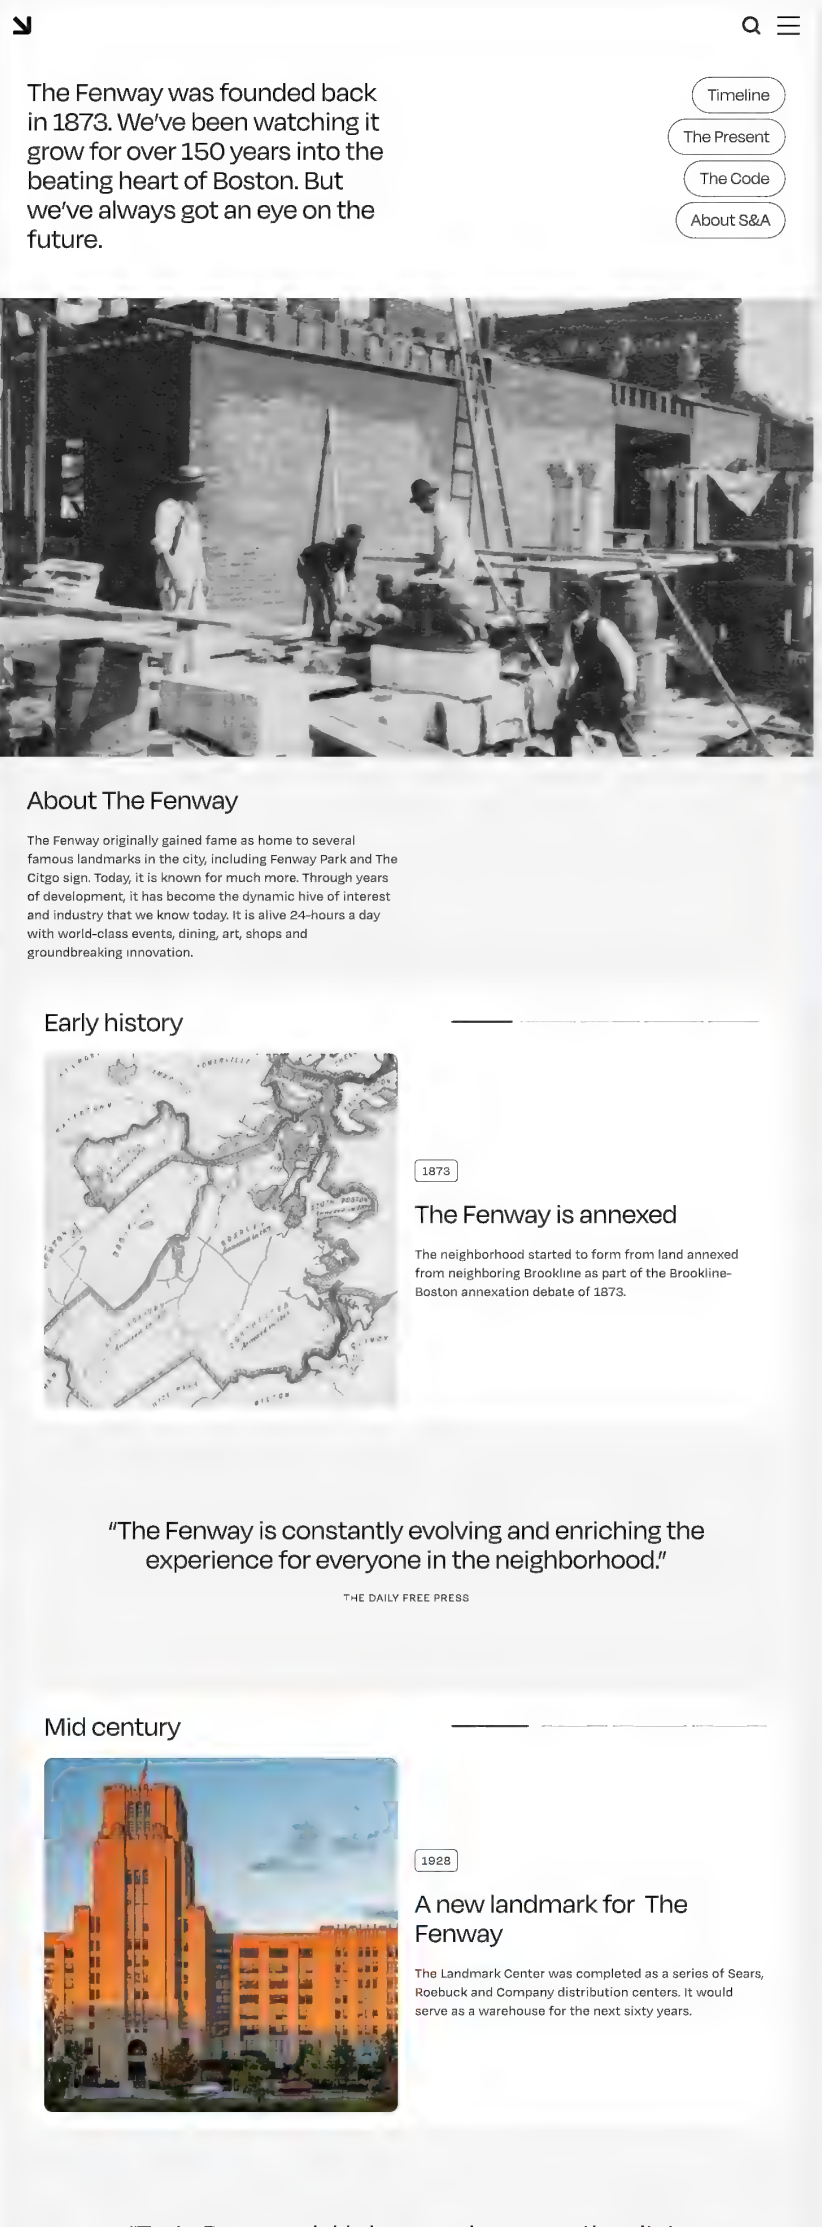 The Fenway was founded back
in 1873. We've been watching it
grow for over 150 years into the
beating heart of Boston. But
we've always got an eye on the
future.
Timeline
The Present
The Code
About S&A
About The Fenway
The Fenway originally gained fame as home to several
famous landmarks in the city, including Fenway Park and The
Citgo sign. Today, it is known for much more. Through years
of development, it has become the dynamic hive of interest
and industry that we know today. It is alive 24-hours a day
with world-class events, dining, art, shops and
groundbreaking innovation.
Early history
1873
The Fenway is annexed
The neighborhood started to form from land annexed
from neighboring Brookline as part of the Brookline-
Boston annexation debate of 1873.
"The Fenway is constantly evolving and enriching the
experience for everyone in the neighborhood."
THE DAILY FREE PRESS
Mid century
1928
A new landmark for The
Fenway
The Landmark Center was completed as a series of Sears,
Roebuck and Company distribution centers. It would
serve as a warehouse for the next sixty years.